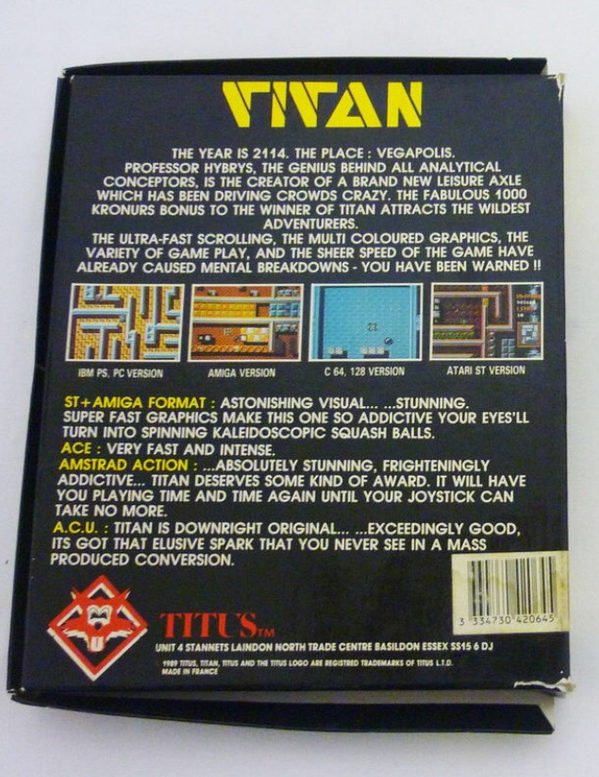 TITAN
THE YEAR IS 2114. THE PLACE : VEGAPOLIS.
PROFESSOR HYBRYS, THE GENIUS BEHIND ALL ANALYTICAL
CONCEPTORS, IS THE CREATOR OF A BRAND NEW LEISURE AXLE
WHICH HAS BEEN DRIVING CROWDS CRAZY. THE FABULOUS 1000
KRONURS BONUS TO THE WINNER OF TITAN ATTRACTS THE WILDEST
ADVENTURERS.
THE ULTRA-FAST SCROLLING, THE MULTI COLOURED GRAPHICS, THE
VARIETY OF GAME PLAY, AND THE SHEER SPEED OF THE GAME HAVE
ALREADY CAUSED MENTAL BREAKDOWNS - YOU HAVE BEEN WARNED !!
IBM PS, PC VERSION
AMIGA VERSION
C 64, 128 VERSION
ATARI ST VERSION
ST+AMIGA FORMAT : ASTONISHING VISUAL... ...STUNNING.
SUPER FAST GRAPHICS MAKE THIS ONE SO ADDICTIVE YOUR EYES'LL
TURN INTO SPINNING KALEIDOSCOPIC SQUASH BALLS.
ACE : VERY FAST AND INTENSE.
AMSTRAD ACTION : ...ABSOLUTELY STUNNING, FRIGHTENINGLY
ADDICTIVE... TITAN DESERVES SOME KIND OF AWARD. IT WILL HAVE
YOU PLAYING TIME AND TIME AGAIN UNTIL YOUR JOYSTICK CAN
TAKE NO MORE.
A.C.U. : TITAN IS DOWNRIGHT ORIGINAL... ...EXCEEDINGLY GOOD,
ITS GOT THAT ELUSIVE SPARK THAT YOU NEVER SEE IN A MASS
PRODUCED CONVERSION.
3 334730 420645
TITUS TM
UNIT 4 STANNETS LAINDON NORTH TRADE CENTRE BASILDON ESSEX SS15 6 DJ
1989 TITUS, TITAN, TITUS AND THE TITUS LOGO ARE REGISTRED TRADEMARKS OF TITUS L.T.D.
MADE IN FRANCE